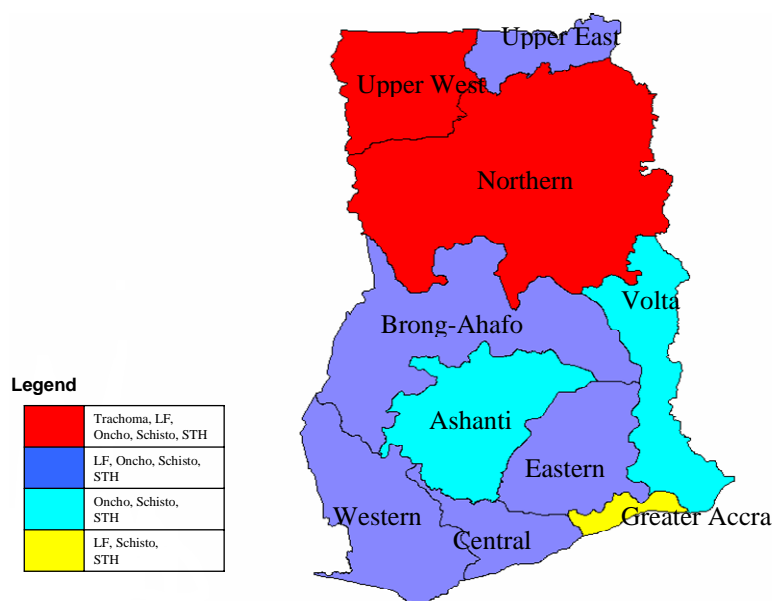 Upper East
Upper West
Northern
Volta
Brong-Ahafo
Ashanti
Eastern
Western
Central
Greater Accra
Legend
Trachoma, LF,
Oncho, Schisto, STH
LF, Oncho, Schisto,
STH
Oncho, Schisto,
STH
LF, Schisto,
STH